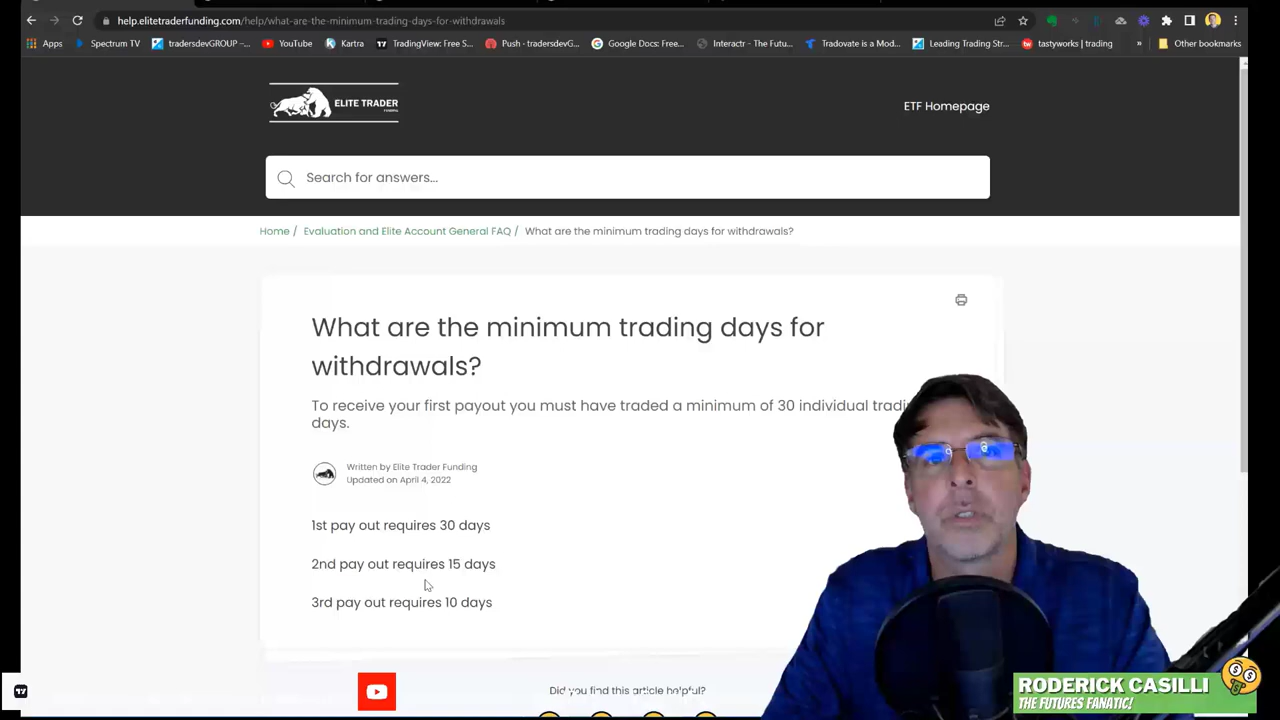 help.elitetraderfunding.com/help/what-are-the-minimum-trading-days-for-withdrawals
Apps Spectrum TV tradersdevGROUP -... YouTube Kartra TradingView: Free S... Push - tradersdevG... Google Docs: Free... Interactr - The Futu... Tradovate is a Mod... Leading Trading Str... tastyworks | trading » Other bookmarks
ELITE TRADER
FUNDING
ETF Homepage
Search for answers...
Home / Evaluation and Elite Account General FAQ / What are the minimum trading days for withdrawals?
What are the minimum trading days for
withdrawals?
To receive your first payout you must have traded a minimum of 30 individual
days.
Written by Elite Trader Funding
Updated on April 4, 2022
1st pay out requires 30 days
2nd pay out requires 15 days
3rd pay out requires 10 days
Did you find this article helpful?
RODERICK CASILLI
THE FUTURES FANATIC!